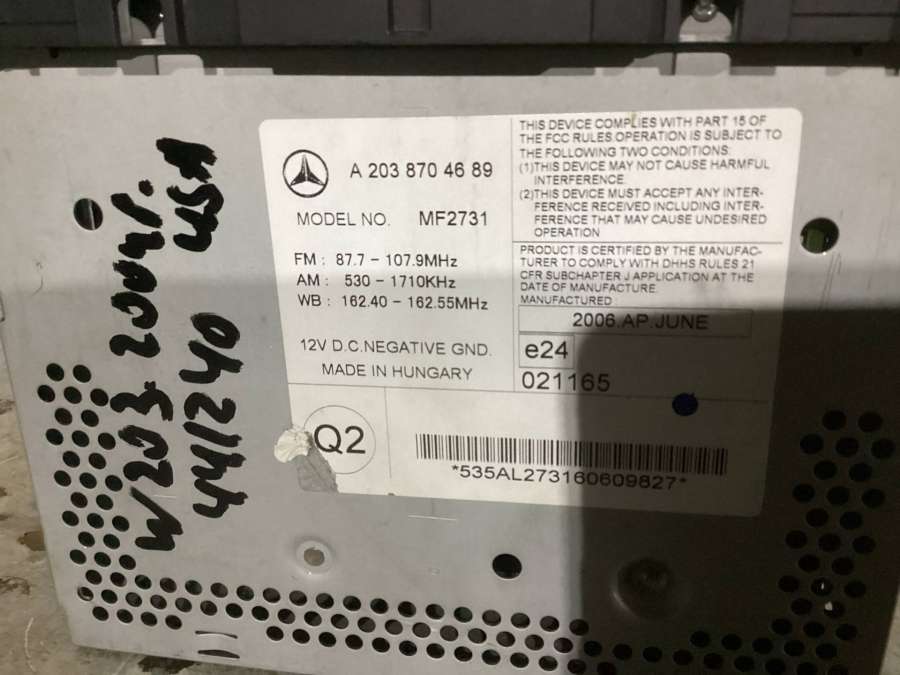 A 203 870 46 89
MODEL NO. MF2731
FM : 87.7 - 107.9MHz
AM : 530 - 1710KHz
WB : 162.40 - 162.55MHz
12V D.C.NEGATIVE GND.
MADE IN HUNGARY
THIS DEVICE COMPLIES WITH PART 15 OF
THE FCC RULES OPERATION IS SUBJECT TO
THE FOLLOWING TWO CONDITIONS:
(1)THIS DEVICE MAY NOT CAUSE HARMFUL
INTERFERENCE.
(2)THIS DEVICE MUST ACCEPT ANY INTER-
FERENCE RECEIVED INCLUDING INTER-
FERENCE THAT MAY CAUSE UNDESIRED
OPERATION
PRODUCT IS CERTIFIED BY THE MANUFAC-
TURER TO COMPLY WITH DHHS RULES 21
CFR SUBCHAPTER J APPLICATION AT THE
DATE OF MANUFACTURE.
MANUFACTURED :
2006.AP.JUNE
e24
021165
Q2
*535AL273160609827*
W203 2004r.
441240 USA